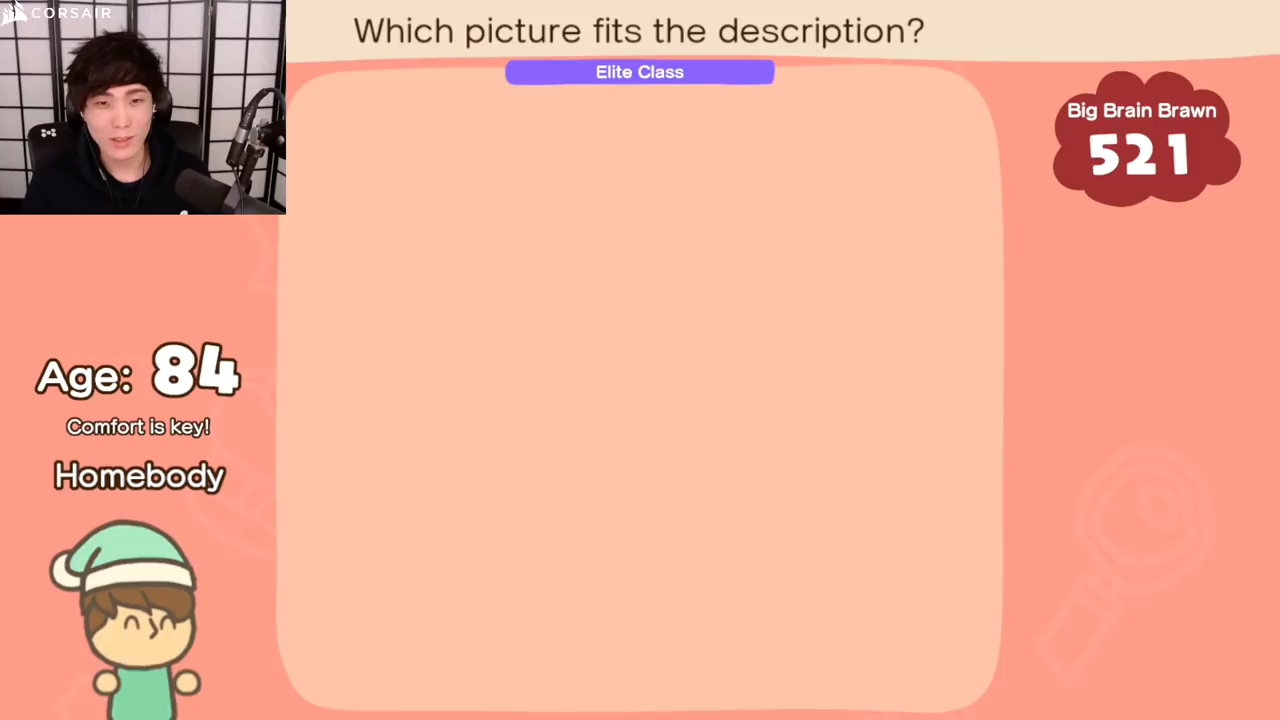 CORSAIR
Which picture fits the description?
Elite Class
Big Brain Brawn
521
Age: 84
Comfort is key!
Homebody